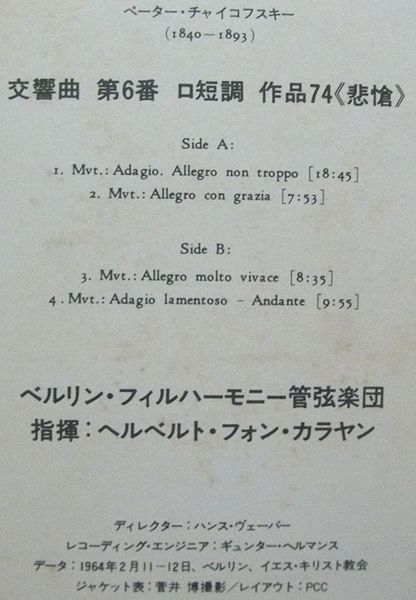 ペーター・チャイコフスキー
(1840—1893)
交響曲 第6番 ロ短調 作品74《悲愴》
Side A:
1. Mvt.: Adagio. Allegro non troppo [18:45]
2. Mvt.: Allegro con grazia [7:53]
Side B:
3. Mvt.: Allegro molto vivace [8:35]
4. Mvt.: Adagio lamentoso – Andante [9:55]
ベルリン・フィルハーモニー管弦楽団
指揮：ヘルベルト・フォン・カラヤン
ディレクター：ハンス・ヴェーバー
レコーディング・エンジニア：ギュンター・ヘルマンス
データ：1964年2月11-12日、ベルリン、イエス・キリスト教会
ジャケット表：菅井 博撮影／レイアウト：PCC